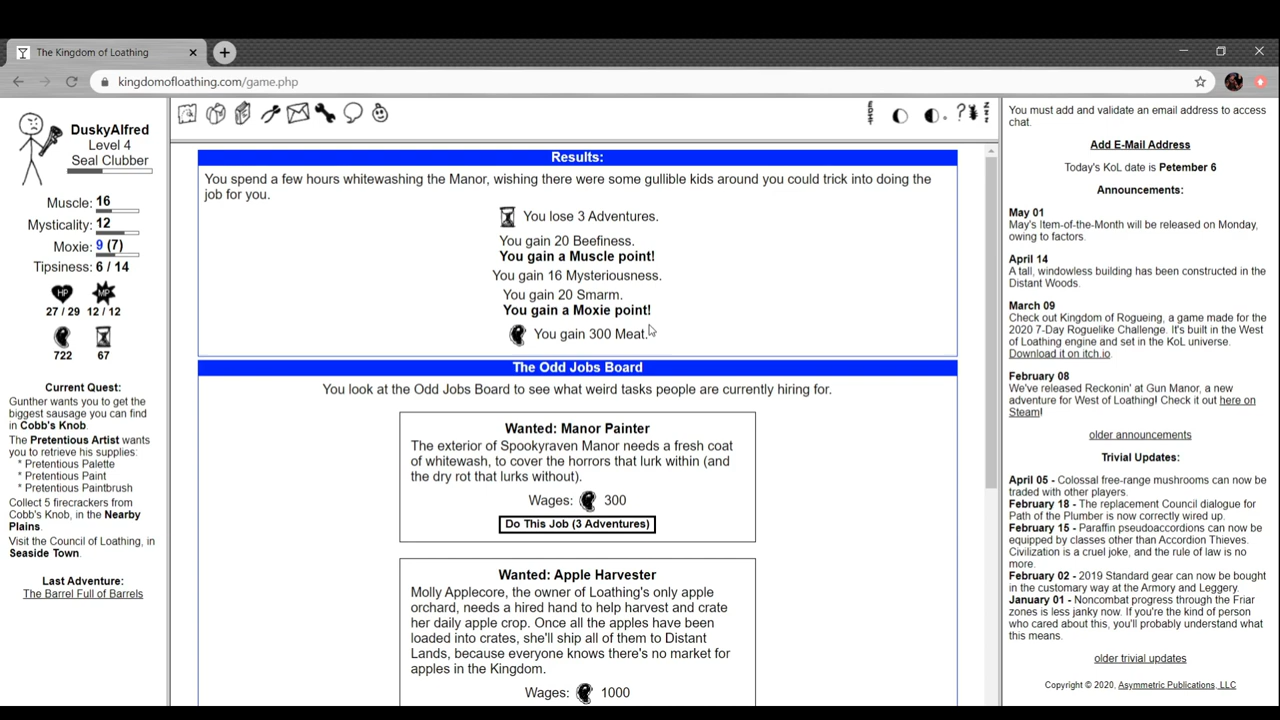 The Kingdom of Loathing
kingdomofloathing.com/game.php
DuskyAlfred
Level 4
Seal Clubber
Muscle: 16
Mysticality: 12
Moxie: 9 (7)
Tipsiness: 6 / 14
HP MP
27 / 29 12 / 12
722 67
Current Quest:
Gunther wants you to get the
biggest sausage you can find
in Cobb's Knob.
The Pretentious Artist wants
you to retrieve his supplies:
* Pretentious Palette
* Pretentious Paint
* Pretentious Paintbrush
Collect 5 firecrackers from
Cobb's Knob, in the Nearby
Plains.
Visit the Council of Loathing, in
Seaside Town.
Last Adventure:
The Barrel Full of Barrels
Results:
You spend a few hours whitewashing the Manor, wishing there were some gullible kids around you could trick into doing the
job for you.
You lose 3 Adventures.
You gain 20 Beefiness.
You gain a Muscle point!
You gain 16 Mysteriousness.
You gain 20 Smarm.
You gain a Moxie point!
You gain 300 Meat.
The Odd Jobs Board
You look at the Odd Jobs Board to see what weird tasks people are currently hiring for.
Wanted: Manor Painter
The exterior of Spookyraven Manor needs a fresh coat
of whitewash, to cover the horrors that lurk within (and
the dry rot that lurks without).
Wages: 300
Do This Job (3 Adventures)
Wanted: Apple Harvester
Molly Applecore, the owner of Loathing's only apple
orchard, needs a hired hand to help harvest and crate
her daily apple crop. Once all the apples have been
loaded into crates, she'll ship all of them to Distant
Lands, because everyone knows there's no market for
apples in the Kingdom.
Wages: 1000
You must add and validate an email address to access
chat.
Add E-Mail Address
Today's KoL date is Petember 6
Announcements:
May 01
May's Item-of-the-Month will be released on Monday,
owing to factors.
April 14
A tall, windowless building has been constructed in the
Distant Woods.
March 09
Check out Kingdom of Rogueing, a game made for the
2020 7-Day Roguelike Challenge. It's built in the West
of Loathing engine and set in the KoL universe.
Download it on itch.io.
February 08
We've released Reckonin' at Gun Manor, a new
adventure for West of Loathing! Check it out here on
Steam!
older announcements
Trivial Updates:
April 05 - Colossal free-range mushrooms can now be
traded with other players.
February 18 - The replacement Council dialogue for
Path of the Plumber is now correctly wired up.
February 15 - Paraffin pseudoaccordions can now be
equipped by classes other than Accordion Thieves.
Civilization is a cruel joke, and the rule of law is no
more.
February 02 - 2019 Standard gear can now be bought
in the customary way at the Armory and Leggery.
January 01 - Noncombat progress through the Friar
zones is less janky now. If you're the kind of person
who cared about this, you'll probably understand what
this means.
older trivial updates
Copyright © 2020, Asymmetric Publications, LLC